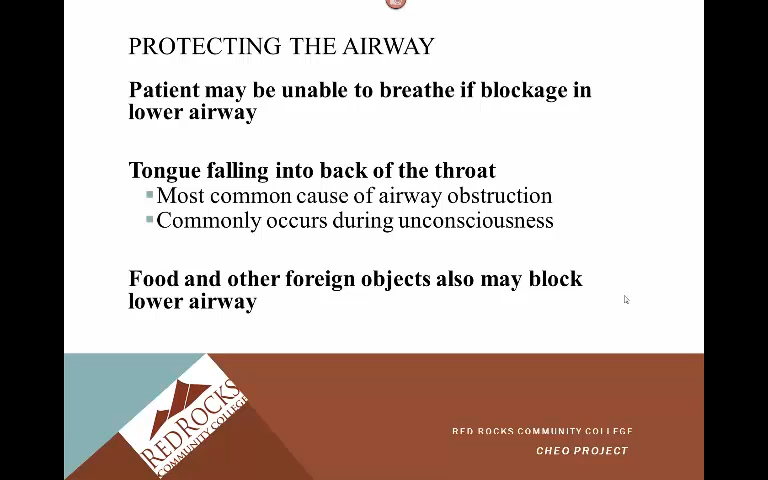 PROTECTING THE AIRWAY
Patient may be unable to breathe if blockage in
lower airway
Tongue falling into back of the throat
Most common cause of airway obstruction
Commonly occurs during unconsciousness
Food and other foreign objects also may block
lower airway
RED ROCKS
COMMUNITY COLLEGE
RED ROCKS COMMUNITY COLLEGE
CHEO PROJECT